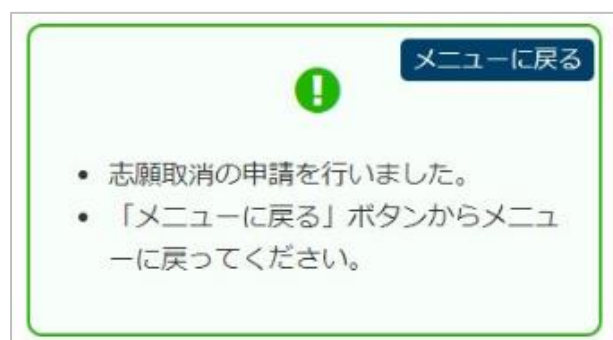 メニューに戻る
• 志願取消の申請を行いました。
• 「メニューに戻る」ボタンからメニュ
ーに戻ってください。